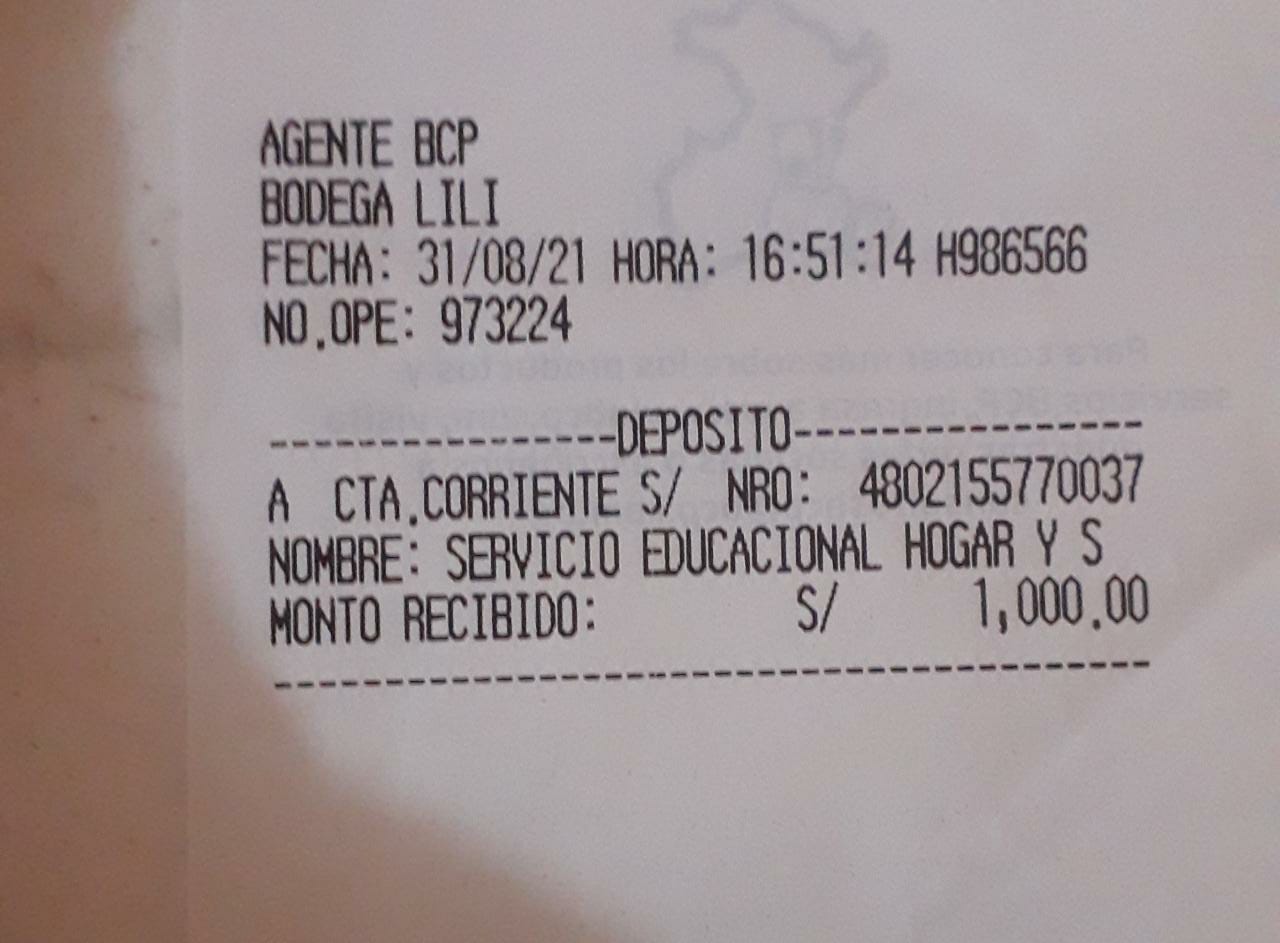 AGENTE BCP
BODEGA LILI
FECHA: 31/08/21 HORA: 16:51:14 H986566
NO.OPE: 973224
----------------DEPOSITO----------------
A CTA.CORRIENTE S/ NRO: 4802155770037
NOMBRE: SERVICIO EDUCACIONAL HOGAR Y S
MONTO RECIBIDO: S/ 1,000.00
----------------------------------------